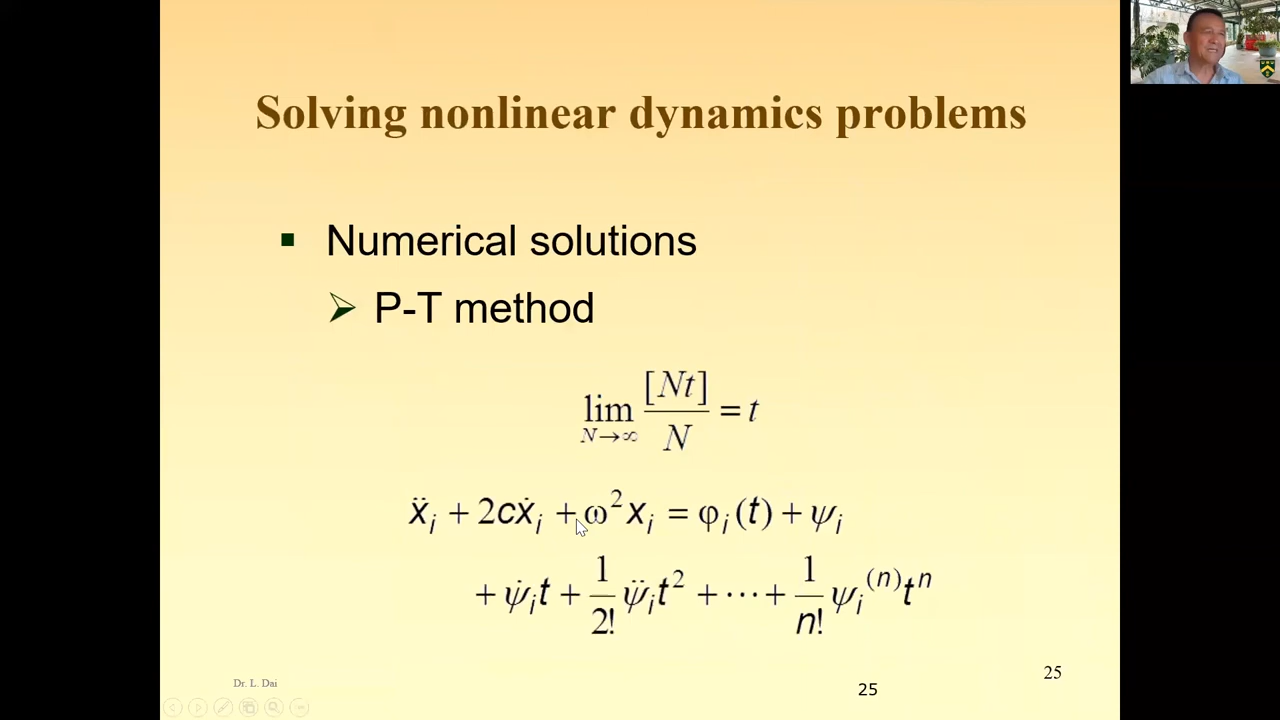 Solving nonlinear dynamics problems
▪ Numerical solutions
➢ P-T method
lim_{N→∞} [Nt]/N = t
ẍ_i + 2cẋ_i + ω²x_i = φ_i(t) + ψ_i
+ ψ̇_i t + 1/2! ψ̈_i t² + ⋯ + 1/n! ψ_i^{(n)} t^n
Dr. L. Dai
25
25